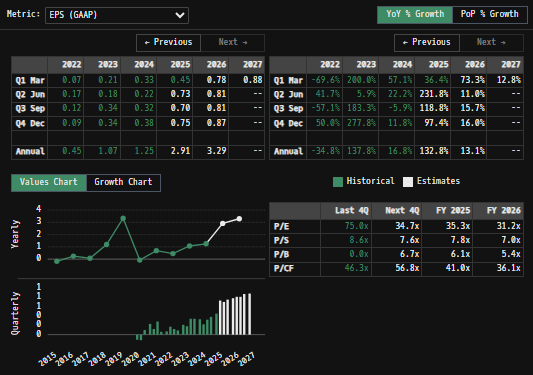 Metric: EPS (GAAP) YoY % Growth PoP % Growth
← Previous Next → ← Previous Next →
2022 2023 2024 2025 2026 2027 2022 2023 2024 2025 2026 2027
Q1 Mar 0.07 0.21 0.33 0.45 0.78 0.88 Q1 Mar -69.6% 200.0% 57.1% 36.4% 73.3% 12.8%
Q2 Jun 0.17 0.18 0.22 0.73 0.81 -- Q2 Jun 41.7% 5.9% 22.2% 231.8% 11.0% --
Q3 Sep 0.12 0.34 0.32 0.70 0.81 -- Q3 Sep -57.1% 183.3% -5.9% 118.8% 15.7% --
Q4 Dec 0.09 0.34 0.38 0.75 0.87 -- Q4 Dec 50.0% 277.8% 11.8% 97.4% 16.0% --
Annual 0.45 1.07 1.25 2.91 3.29 -- Annual -34.8% 137.8% 16.8% 132.8% 13.1% --
Values Chart Growth Chart Historical Estimates
Last 4Q Next 4Q FY 2025 FY 2026
P/E 75.0x 34.7x 35.3x 31.2x
P/S 8.6x 7.6x 7.8x 7.0x
P/B 0.0x 6.7x 6.1x 5.4x
P/CF 46.3x 56.8x 41.0x 36.1x
Yearly
4
3
2
1
0
Quarterly
1
1
1
0
0
2015 2016 2017 2018 2019 2020 2021 2022 2023 2024 2025 2026 2027